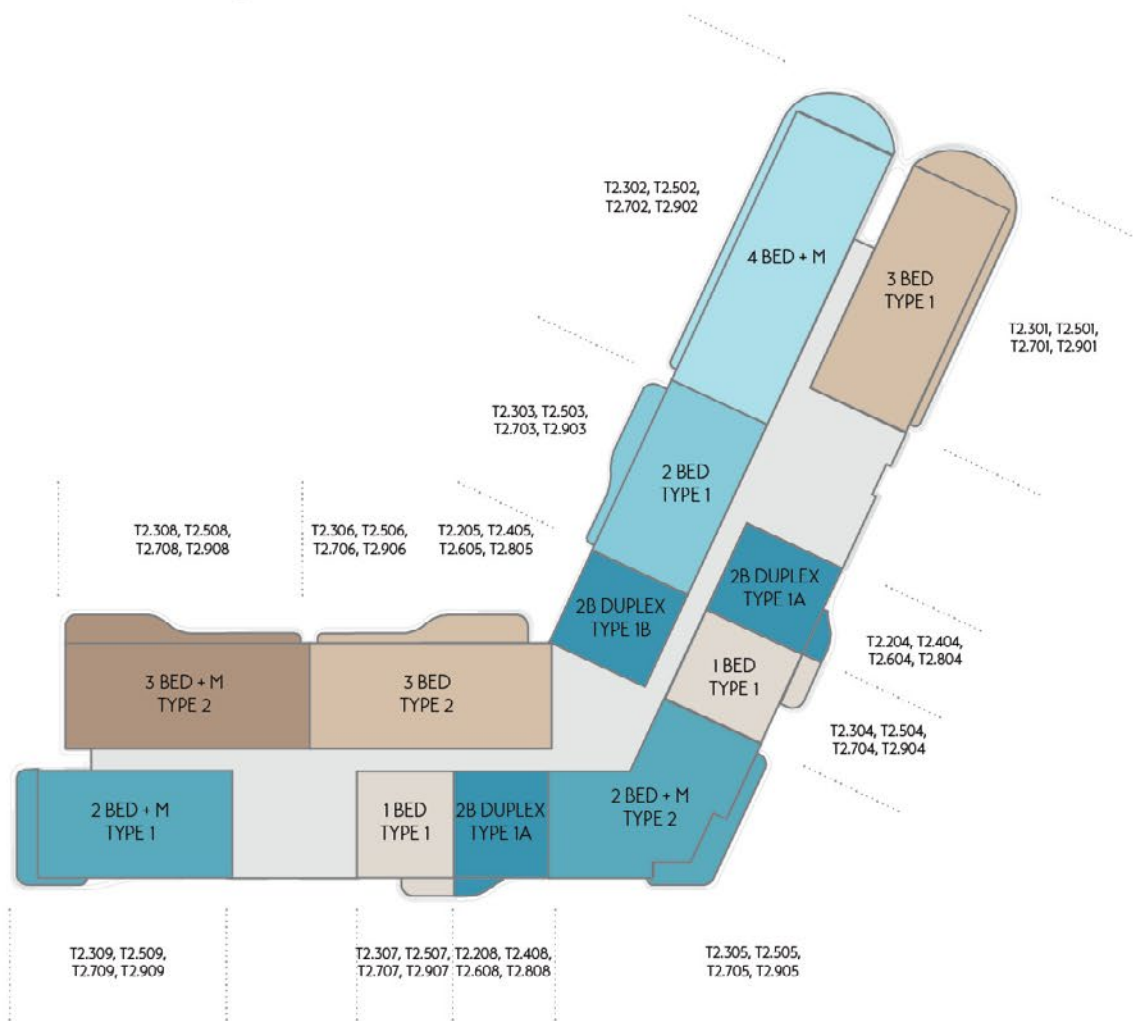 T2.302, T2.502,
T2.702, T2.902
4 BED + M
3 BED
TYPE 1
T2.301, T2.501,
T2.701, T2.901
T2.303, T2.503,
T2.703, T2.903
2 BED
TYPE 1
T2.308, T2.508,
T2.708, T2.908
T2.306, T2.506,
T2.706, T2.906
T2.205, T2.405,
T2.605, T2.805
2B DUPLEX
TYPE 1B
2B DUPLEX
TYPE 1A
T2.204, T2.404,
T2.604, T2.804
1 BED
TYPE 1
T2.304, T2.504,
T2.704, T2.904
3 BED + M
TYPE 2
3 BED
TYPE 2
2 BED + M
TYPE 1
1 BED
TYPE 1
2B DUPLEX
TYPE 1A
2 BED + M
TYPE 2
T2.309, T2.509,
T2.709, T2.909
T2.307, T2.507,
T2.707, T2.907
T2.208, T2.408,
T2.608, T2.808
T2.305, T2.505,
T2.705, T2.905